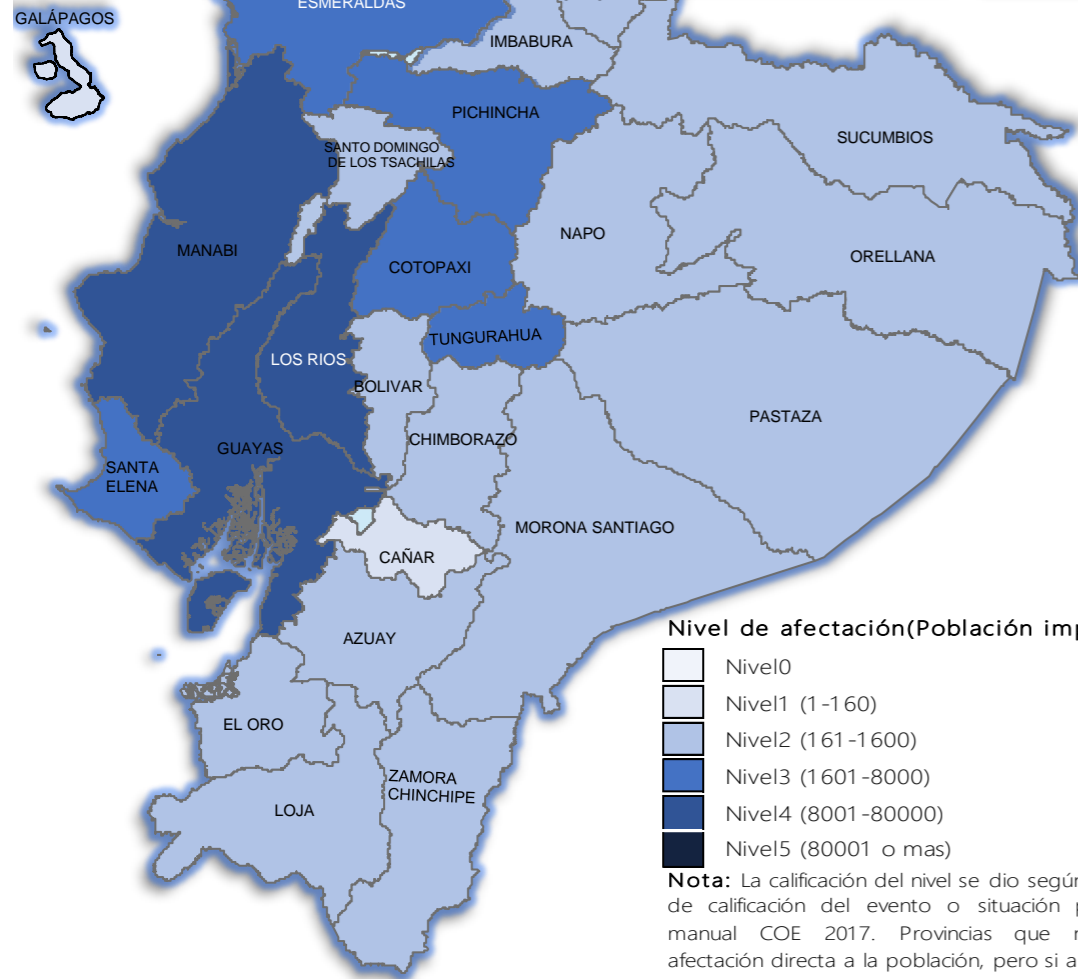 ESMERALDAS
GALÁPAGOS
IMBABURA
PICHINCHA
SUCUMBIOS
SANTO DOMINGO
DE LOS TSACHILAS
NAPO
MANABI
ORELLANA
COTOPAXI
TUNGURAHUA
LOS RIOS
BOLIVAR
PASTAZA
CHIMBORAZO
GUAYAS
SANTA
ELENA
MORONA SANTIAGO
CAÑAR
AZUAY
EL ORO
ZAMORA
CHINCHIPE
LOJA
Nivel de afectación(Población imp
Nivel0
Nivel1 (1-160)
Nivel2 (161-1600)
Nivel3 (1601-8000)
Nivel4 (8001-80000)
Nivel5 (80001 o mas)
Nota: La calificación del nivel se dio según
de calificación del evento o situación p
manual COE 2017. Provincias que r
afectación directa a la población, pero si a